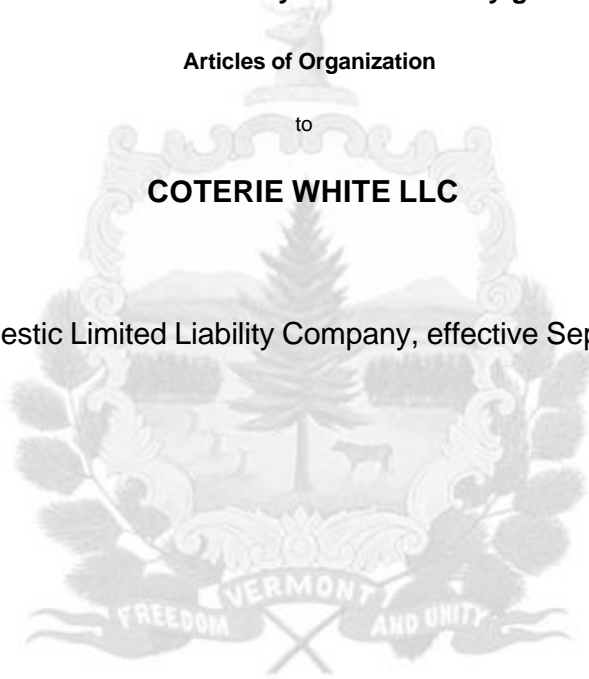 Articles of Organization
to
COTERIE WHITE LLC
estic Limited Liability Company, effective Sep
VERMONT
FREEDOM AND UNITY